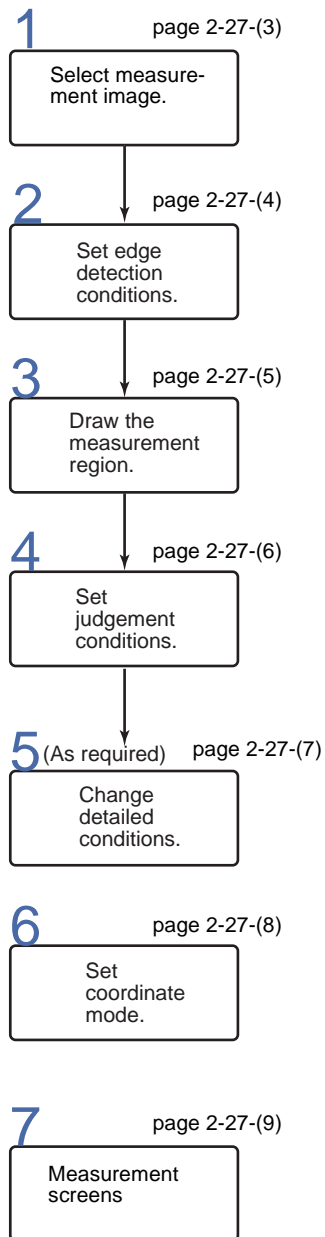 1 page 2-27-(3)
Select measure-
ment image.
2 page 2-27-(4)
Set edge
detection
conditions.
3 page 2-27-(5)
Draw the
measurement
region.
4 page 2-27-(6)
Set
judgement
conditions.
5 (As required) page 2-27-(7)
Change
detailed
conditions.
6 page 2-27-(8)
Set
coordinate
mode.
7 page 2-27-(9)
Measurement
screens